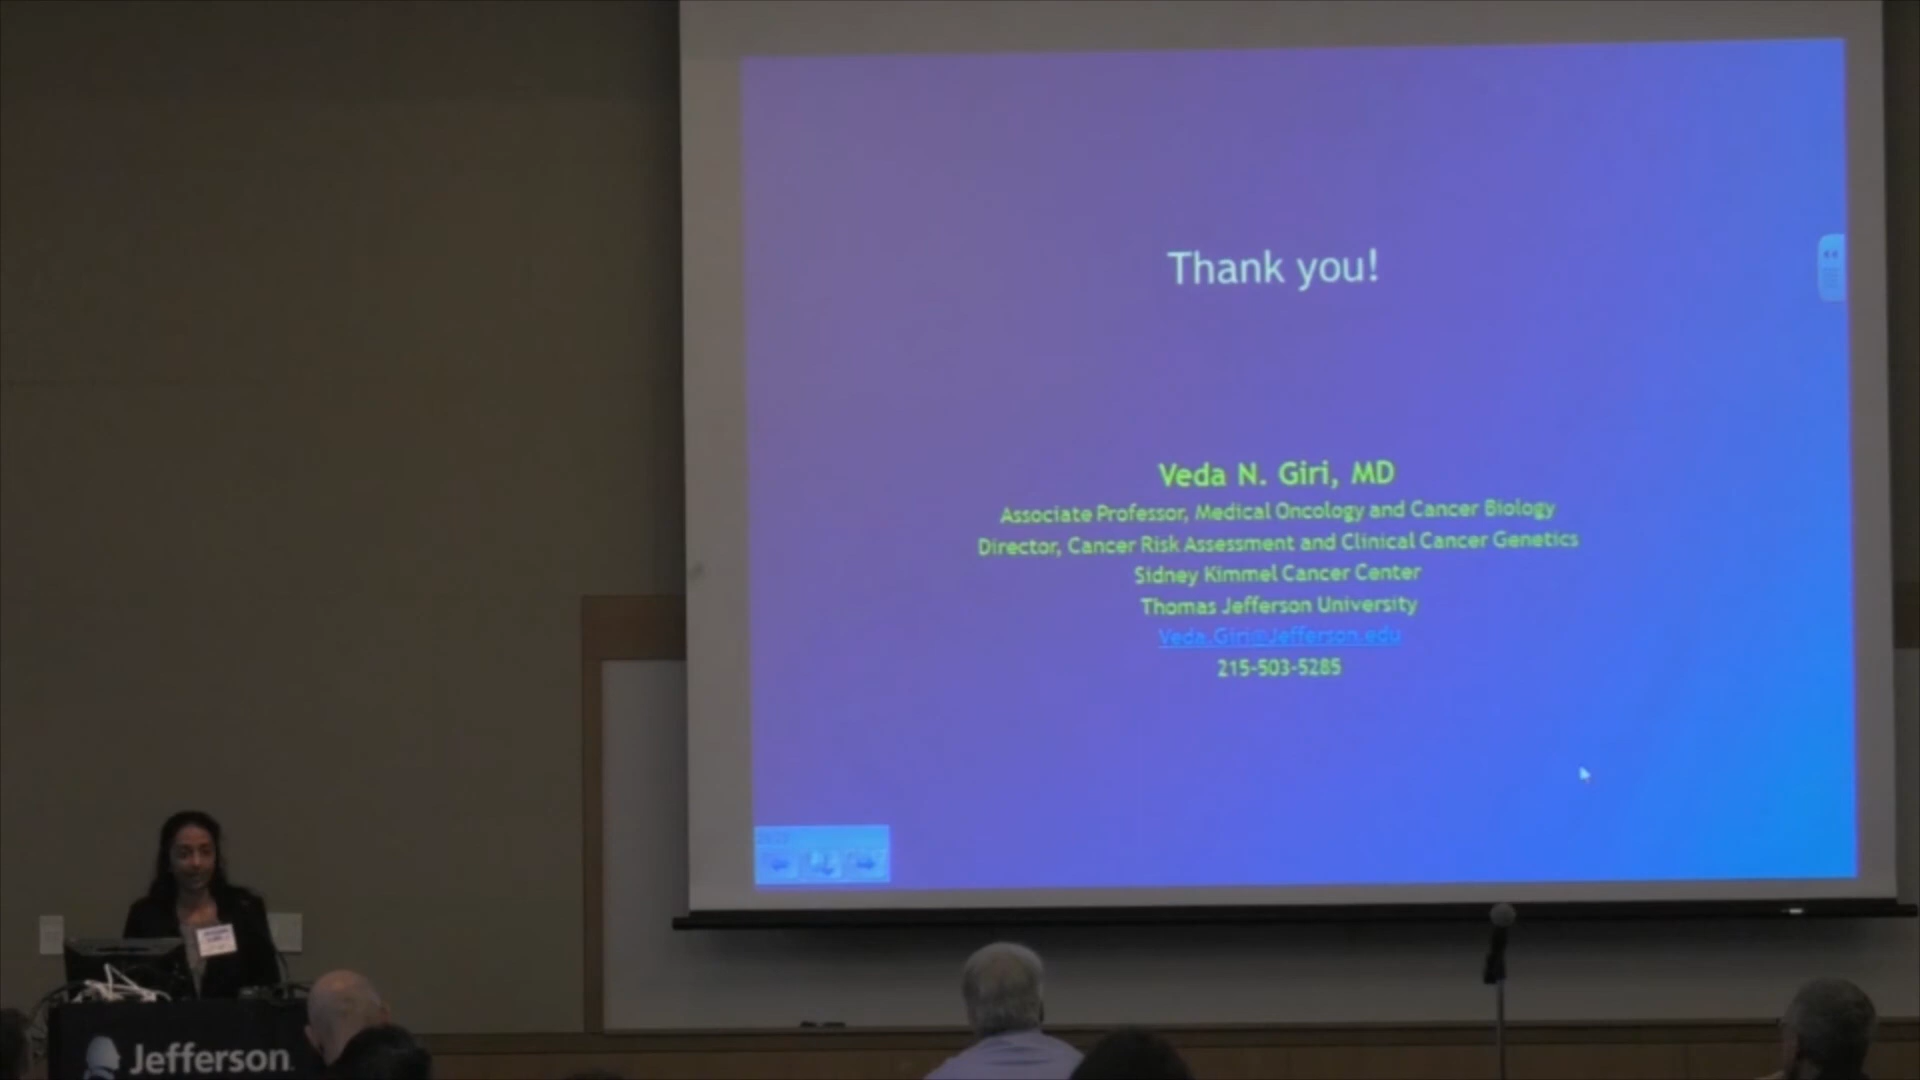 Thank you!
Veda N. Giri, MD
Associate Professor, Medical Oncology and Cancer Biology
Director, Cancer Risk Assessment and Clinical Cancer Genetics
Sidney Kimmel Cancer Center
Thomas Jefferson University
Veda.Giri@Jefferson.edu
215-503-5285
Jefferson